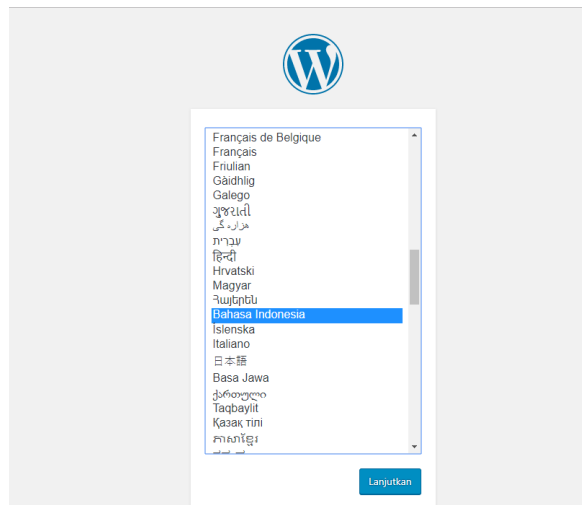 Français de Belgique
Français
Friulian
Gàidhlig
Galego
ગુજરાતી
هزاره گی
עִבְרִית
हिन्दी
Hrvatski
Magyar
Հայերեն
Bahasa Indonesia
Íslenska
Italiano
日本語
Basa Jawa
ქართული
Taqbaylit
Қазақ тілі
ភាសាខ្មែរ
Lanjutkan